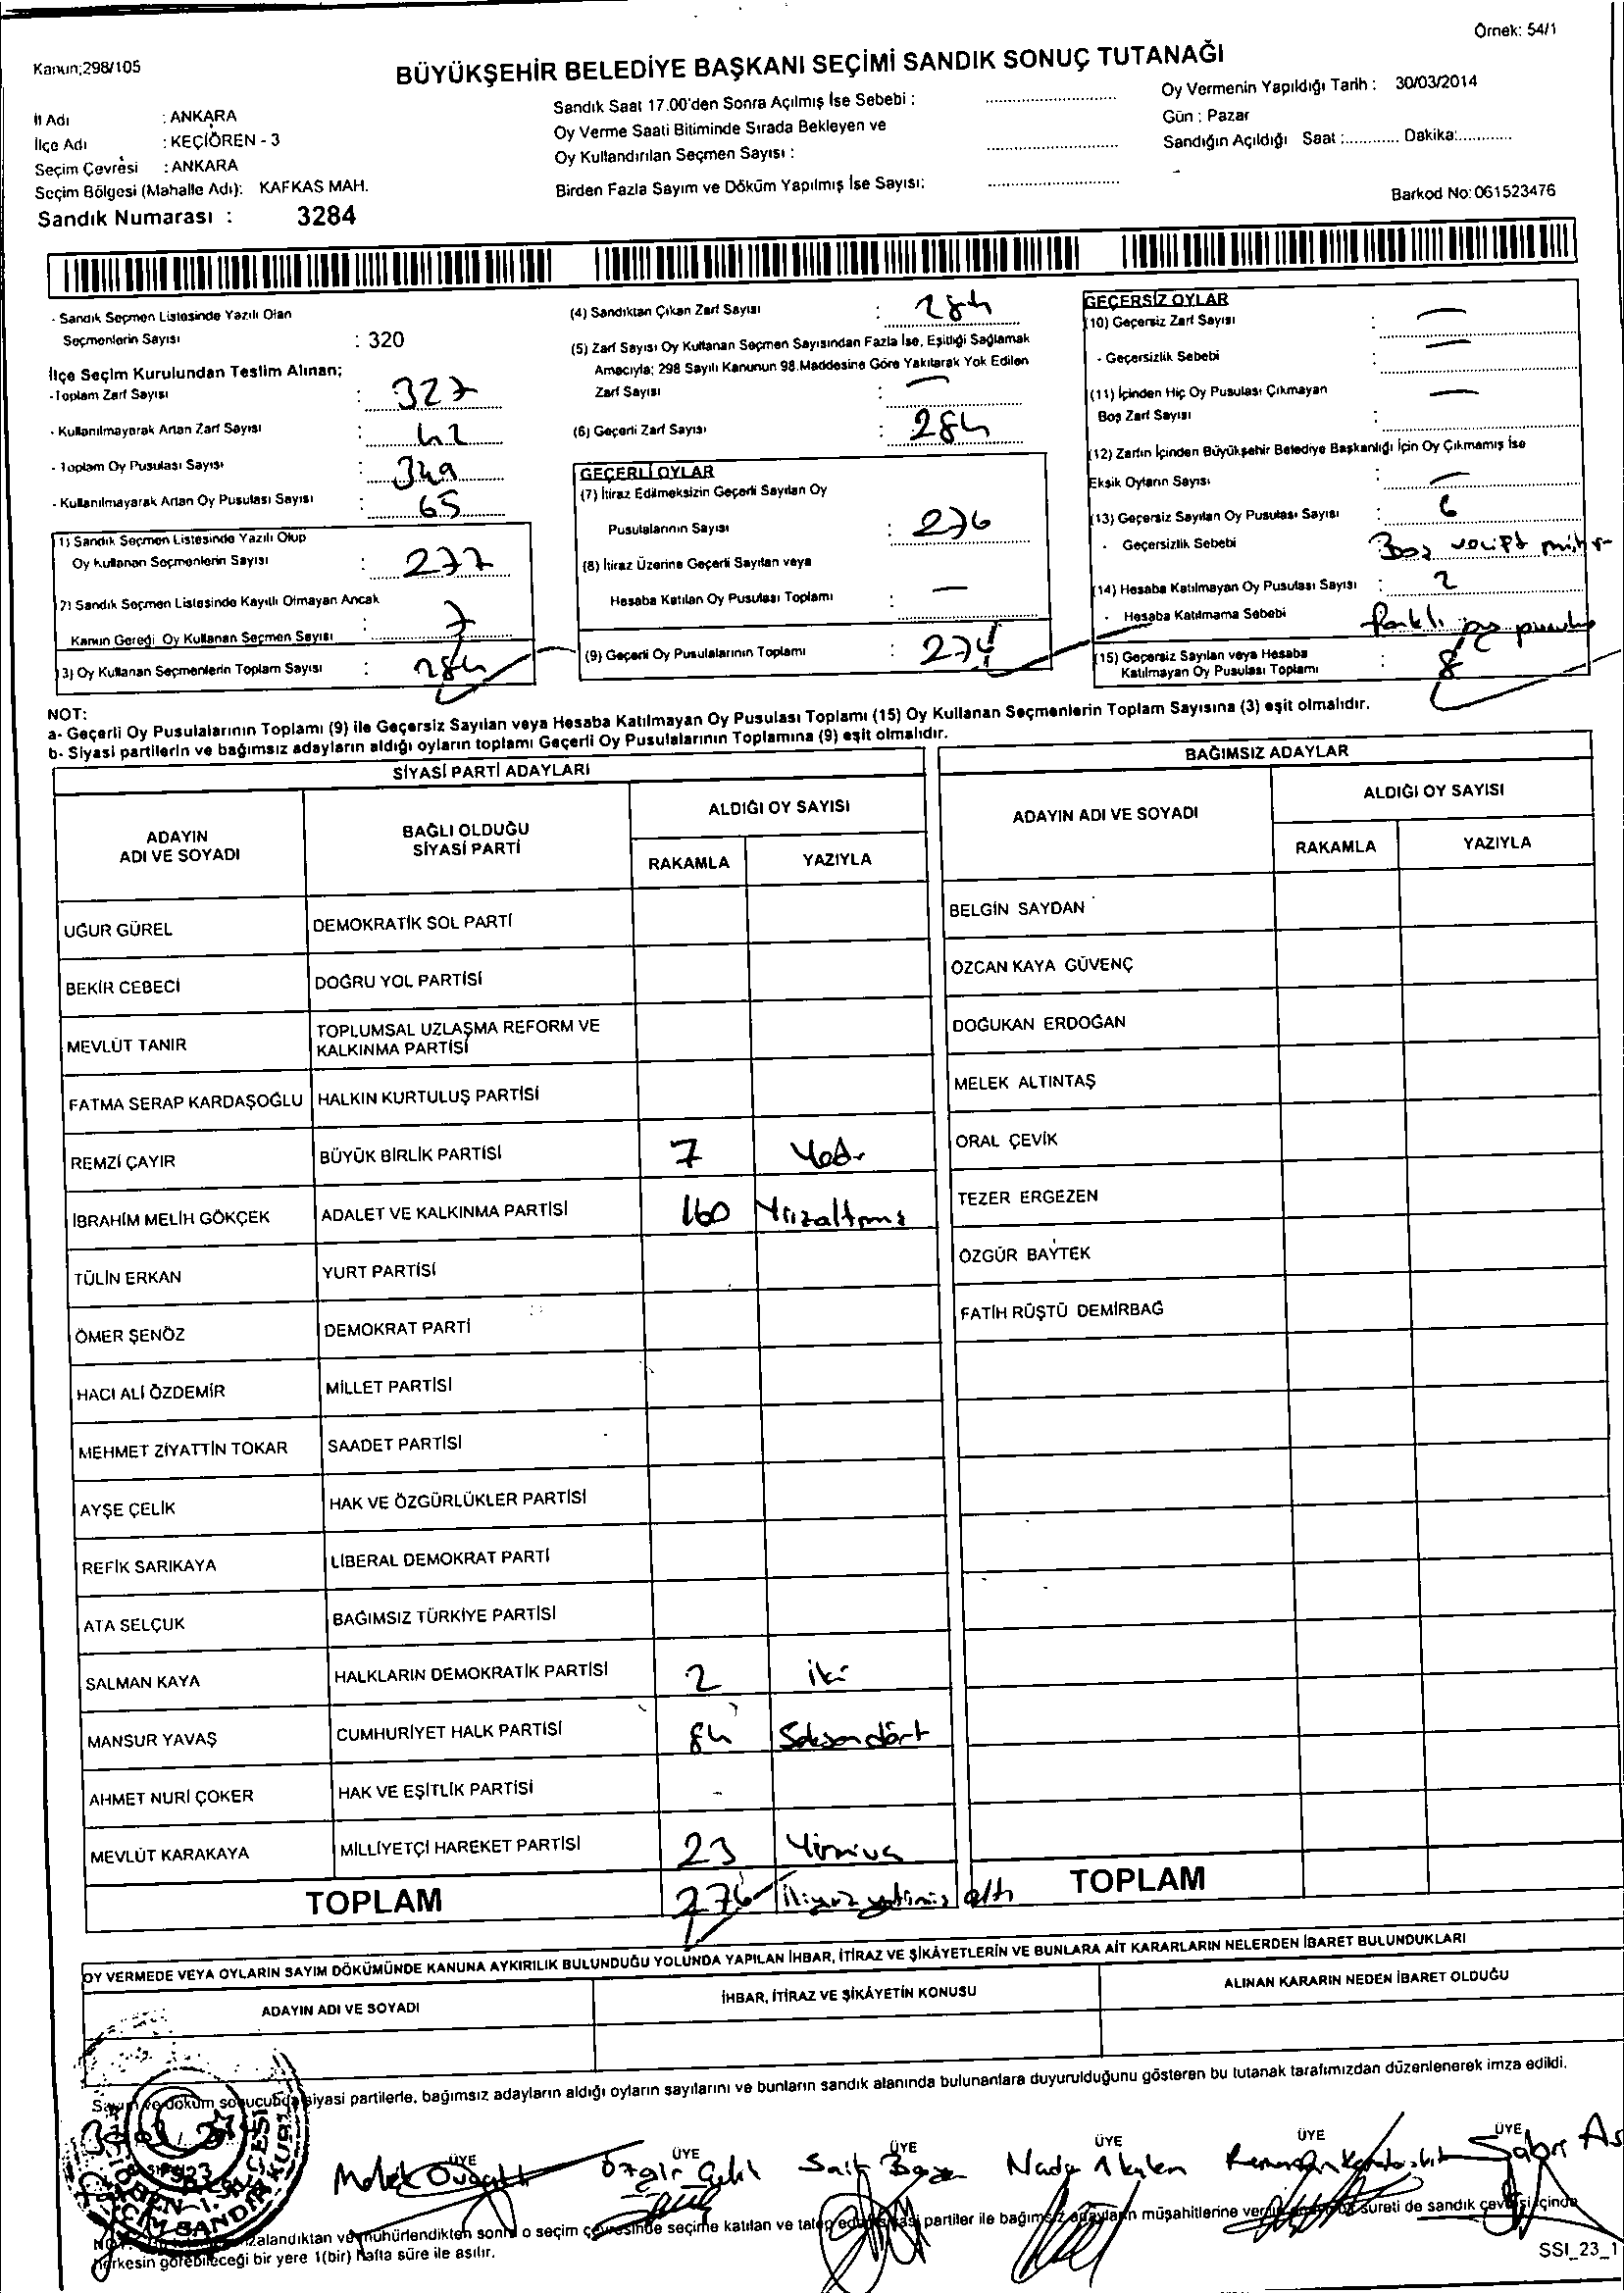 Örnek: 54/1
Kanun;298/105
BÜYÜKŞEHİR BELEDİYE BAŞKANI SEÇİMİ SANDIK SONUÇ TUTANAĞI
İl Adı : ANKARA
İlçe Adı : KEÇİÖREN - 3
Seçim Çevresi : ANKARA
Seçim Bölgesi (Mahalle Adı): KAFKAS MAH.
Sandık Numarası : 3284
Sandık Saat 17.00'den Sonra Açılmış İse Sebebi :
Oy Verme Saati Bitiminde Sırada Bekleyen ve
Oy Kullandırılan Seçmen Sayısı :
Birden Fazla Sayım ve Döküm Yapılmış İse Sayısı:
Oy Vermenin Yapıldığı Tarih : 30/03/2014
Gün : Pazar
Sandığın Açıldığı Saat :............ Dakika:............
Barkod No: 061523476
- Sandık Seçmen Listesinde Yazılı Olan
Seçmenlerin Sayısı : 320
İlçe Seçim Kurulundan Teslim Alınan;
-Toplam Zarf Sayısı : 327
- Kullanılmayarak Artan Zarf Sayısı : 42
- Toplam Oy Pusulası Sayısı : 349
- Kullanılmayarak Artan Oy Pusulası Sayısı : 65
1) Sandık Seçmen Listesinde Yazılı Olup
Oy kullanan Seçmenlerin Sayısı : 277
2) Sandık Seçmen Listesinde Kayıtlı Olmayan Ancak
Kanun Gereği Oy Kullanan Seçmen Sayısı : 7
3) Oy Kullanan Seçmenlerin Toplam Sayısı : 284
(4) Sandıktan Çıkan Zarf Sayısı : 284
(5) Zarf Sayısı Oy Kullanan Seçmen Sayısından Fazla İse, Eşitliği Sağlamak
Amacıyla; 298 Sayılı Kanunun 98.Maddesine Göre Yakılarak Yok Edilen
Zarf Sayısı : —
(6) Geçerli Zarf Sayısı : 284
GEÇERLİ OYLAR
(7) İtiraz Edilmeksizin Geçerli Sayılan Oy
Pusulalarının Sayısı : 276
(8) İtiraz Üzerine Geçerli Sayılan veya
Hesaba Katılan Oy Pusulası Toplamı : —
(9) Geçerli Oy Pusulalarının Toplamı :
GEÇERSİZ OYLAR
(10) Geçersiz Zarf Sayısı : —
- Geçersizlik Sebebi : —
(11) İçinden Hiç Oy Pusulası Çıkmayan
Boş Zarf Sayısı : —
(12) Zarfın İçinden Büyükşehir Belediye Başkanlığı İçin Oy Çıkmamış İse
Eksik Oyların Sayısı : —
(13) Geçersiz Sayılan Oy Pusulası Sayısı : 6
- Geçersizlik Sebebi
(14) Hesaba Katılmayan Oy Pusulası Sayısı : 2
- Hesaba Katılmama Sebebi Farklı
(15) Geçersiz Sayılan veya Hesaba
Katılmayan Oy Pusulası Toplamı : 8
NOT:
a- Geçerli Oy Pusulalarının Toplamı (9) ile Geçersiz Sayılan veya Hesaba Katılmayan Oy Pusulası Toplamı (15) Oy Kullanan Seçmenlerin Toplam Sayısına (3) eşit olmalıdır.
b- Siyasi partilerin ve bağımsız adayların aldığı oyların toplamı Geçerli Oy Pusulalarının Toplamına (9) eşit olmalıdır.
SİYASİ PARTİ ADAYLARI
ADAYIN ADI VE SOYADI
BAĞLI OLDUĞU SİYASİ PARTİ
ALDIĞI OY SAYISI
RAKAMLA YAZIYLA
UĞUR GÜREL DEMOKRATİK SOL PARTİ
BEKİR CEBECİ DOĞRU YOL PARTİSİ
MEVLÜT TANIR TOPLUMSAL UZLAŞMA REFORM VE
KALKINMA PARTİSİ
FATMA SERAP KARDAŞOĞLU HALKIN KURTULUŞ PARTİSİ
REMZİ ÇAYIR BÜYÜK BİRLİK PARTİSİ 7 Yedi
İBRAHİM MELİH GÖKÇEK ADALET VE KALKINMA PARTİSİ 160 Yüzaltmış
TÜLİN ERKAN YURT PARTİSİ
ÖMER ŞENÖZ DEMOKRAT PARTİ
HACI ALİ ÖZDEMİR MİLLET PARTİSİ
MEHMET ZİYATTİN TOKAR SAADET PARTİSİ
AYŞE ÇELİK HAK VE ÖZGÜRLÜKLER PARTİSİ
REFİK SARIKAYA LİBERAL DEMOKRAT PARTİ
ATA SELÇUK BAĞIMSIZ TÜRKİYE PARTİSİ
SALMAN KAYA HALKLARIN DEMOKRATİK PARTİSİ 2 iki
MANSUR YAVAŞ CUMHURİYET HALK PARTİSİ 84 Seksendört
AHMET NURİ ÇOKER HAK VE EŞİTLİK PARTİSİ -
MEVLÜT KARAKAYA MİLLİYETÇİ HAREKET PARTİSİ 23 Yirmiüç
TOPLAM 276 ikiyüz yetmiş altı
BAĞIMSIZ ADAYLAR
ADAYIN ADI VE SOYADI
ALDIĞI OY SAYISI
RAKAMLA YAZIYLA
BELGİN SAYDAN
ÖZCAN KAYA GÜVENÇ
DOĞUKAN ERDOĞAN
MELEK ALTINTAŞ
ORAL ÇEVİK
TEZER ERGEZEN
ÖZGÜR BAYTEK
FATİH RÜŞTÜ DEMİRBAĞ
TOPLAM
OY VERMEDE VEYA OYLARIN SAYIM DÖKÜMÜNDE KANUNA AYKIRILIK BULUNDUĞU YOLUNDA YAPILAN İHBAR, İTİRAZ VE ŞİKÂYETLERİN VE BUNLARA AİT KARARLARIN NELERDEN İBARET BULUNDUKLARI
ADAYIN ADI VE SOYADI İHBAR, İTİRAZ VE ŞİKÂYETİN KONUSU ALINAN KARARIN NEDEN İBARET OLDUĞU
siyasi partilerle, bağımsız adayların aldığı oyların sayılarını ve bunların sandık alanında bulunanlara duyurulduğunu gösteren bu tutanak tarafımızdan düzenlenerek imza edildi.
ÜYE ÜYE ÜYE ÜYE ÜYE ÜYE
Melek Özgür Çelik Sait
mühürlendikten sonra o seçim çevresinde seçime katılan ve partiler ile bağımsız adayların müşahitlerine sureti de sandık çevresi içinde
herkesin görebileceği bir yere 1(bir) hafta süre ile asılır.
SSI_23_1